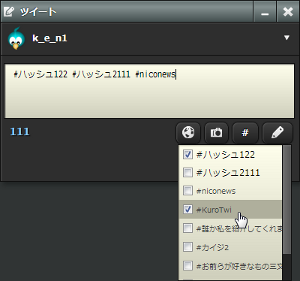 ツイート
k_e_n1
#ハッシュ122 #ハッシュ2111 #niconews
111
#
#ハッシュ122
#ハッシュ2111
#niconews
#KuroTwi
#誰か私を紹介してくれま
#カイジ2
#お前らが好きなもの三文